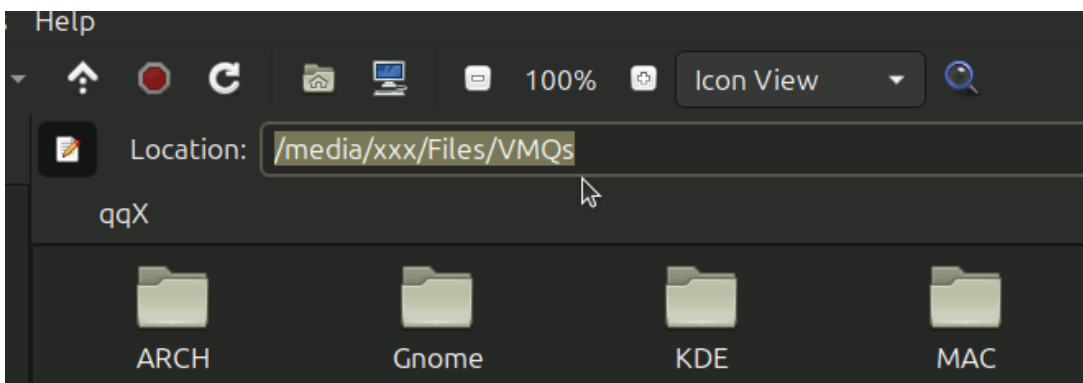 Help
100% Icon View
Location: /media/xxx/Files/VMQs
qqX
ARCH Gnome KDE MAC